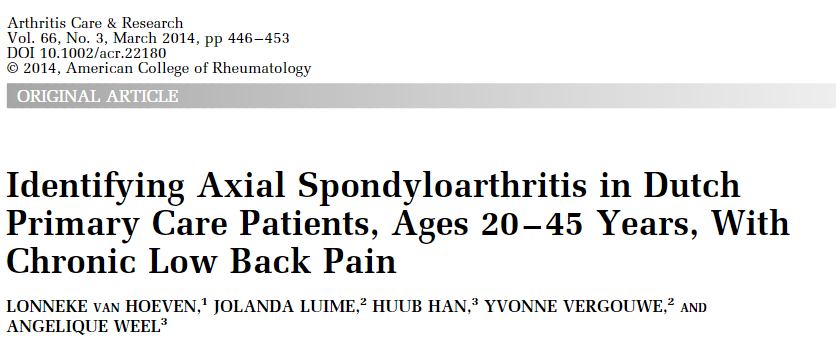 Arthritis Care & Research
Vol. 66, No. 3, March 2014, pp 446–453
DOI 10.1002/acr.22180
© 2014, American College of Rheumatology
ORIGINAL ARTICLE
Identifying Axial Spondyloarthritis in Dutch
Primary Care Patients, Ages 20–45 Years, With
Chronic Low Back Pain
LONNEKE VAN HOEVEN,¹ JOLANDA LUIME,² HUUB HAN,³ YVONNE VERGOUWE,² AND
ANGELIQUE WEEL³